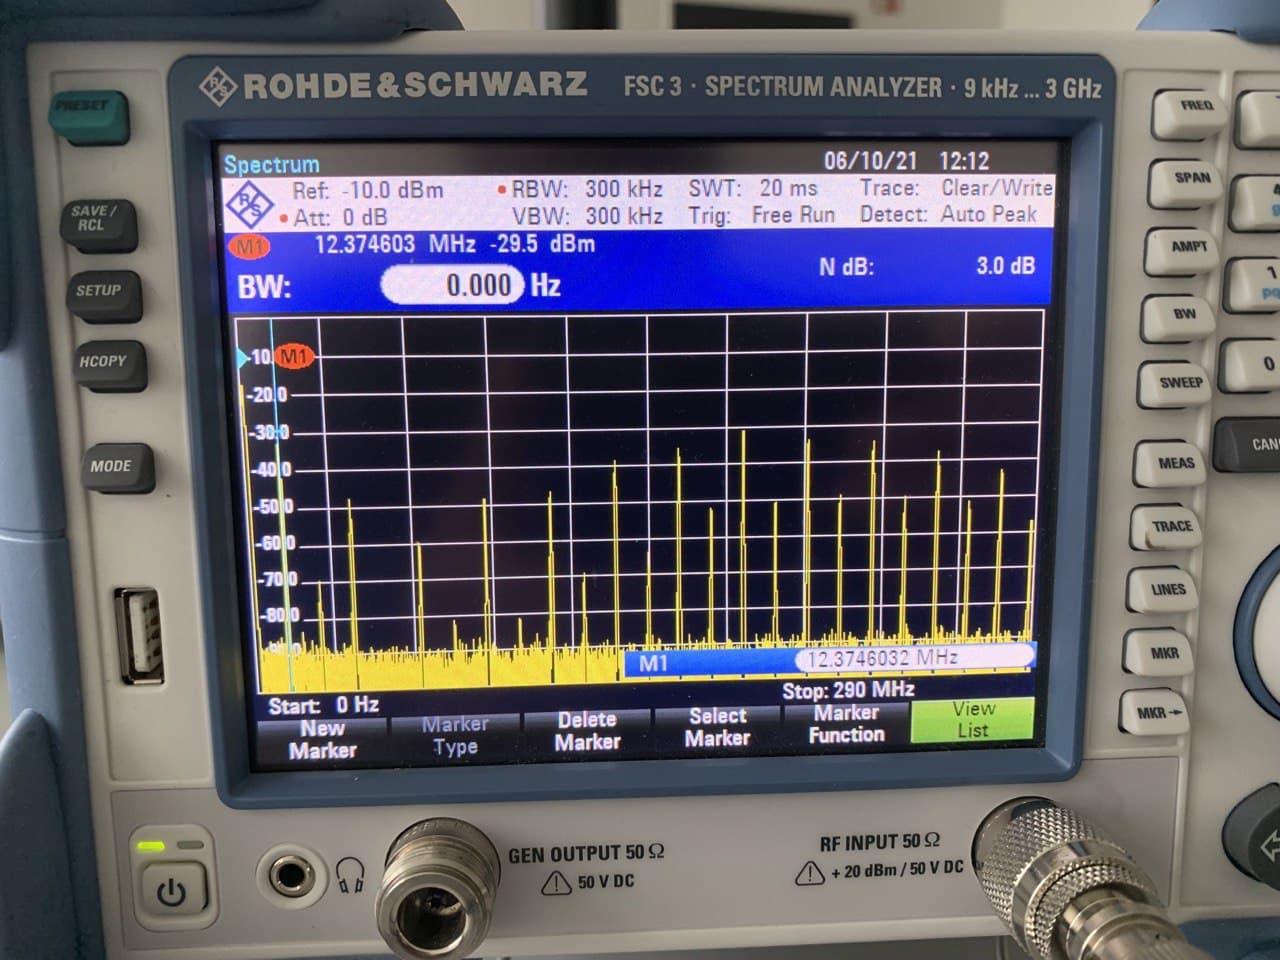 PRESET
ROHDE & SCHWARZ FSC 3 · SPECTRUM ANALYZER · 9 kHz ... 3 GHz
FREQ
Spectrum 06/10/21 12:12
Ref: -10.0 dBm • RBW: 300 kHz SWT: 20 ms Trace: Clear/Write
• Att: 0 dB VBW: 300 kHz Trig: Free Run Detect: Auto Peak
M1 12.374603 MHz -29.5 dBm
BW: 0.000 Hz N dB: 3.0 dB
SAVE / RCL
SETUP
HCOPY
MODE
-10. M1
-20.0
-30.0
-40.0
-50.0
-60.0
-70.0
-80.0
M1 12.3746032 MHz
Start: 0 Hz Stop: 290 MHz
New Marker
Marker Type
Delete Marker
Select Marker
Marker Function
View List
SPAN
AMPT
BW
SWEEP
MEAS
TRACE
LINES
MKR
MKR→
0
CANC
GEN OUTPUT 50 Ω
50 V DC
RF INPUT 50 Ω
+ 20 dBm / 50 V DC